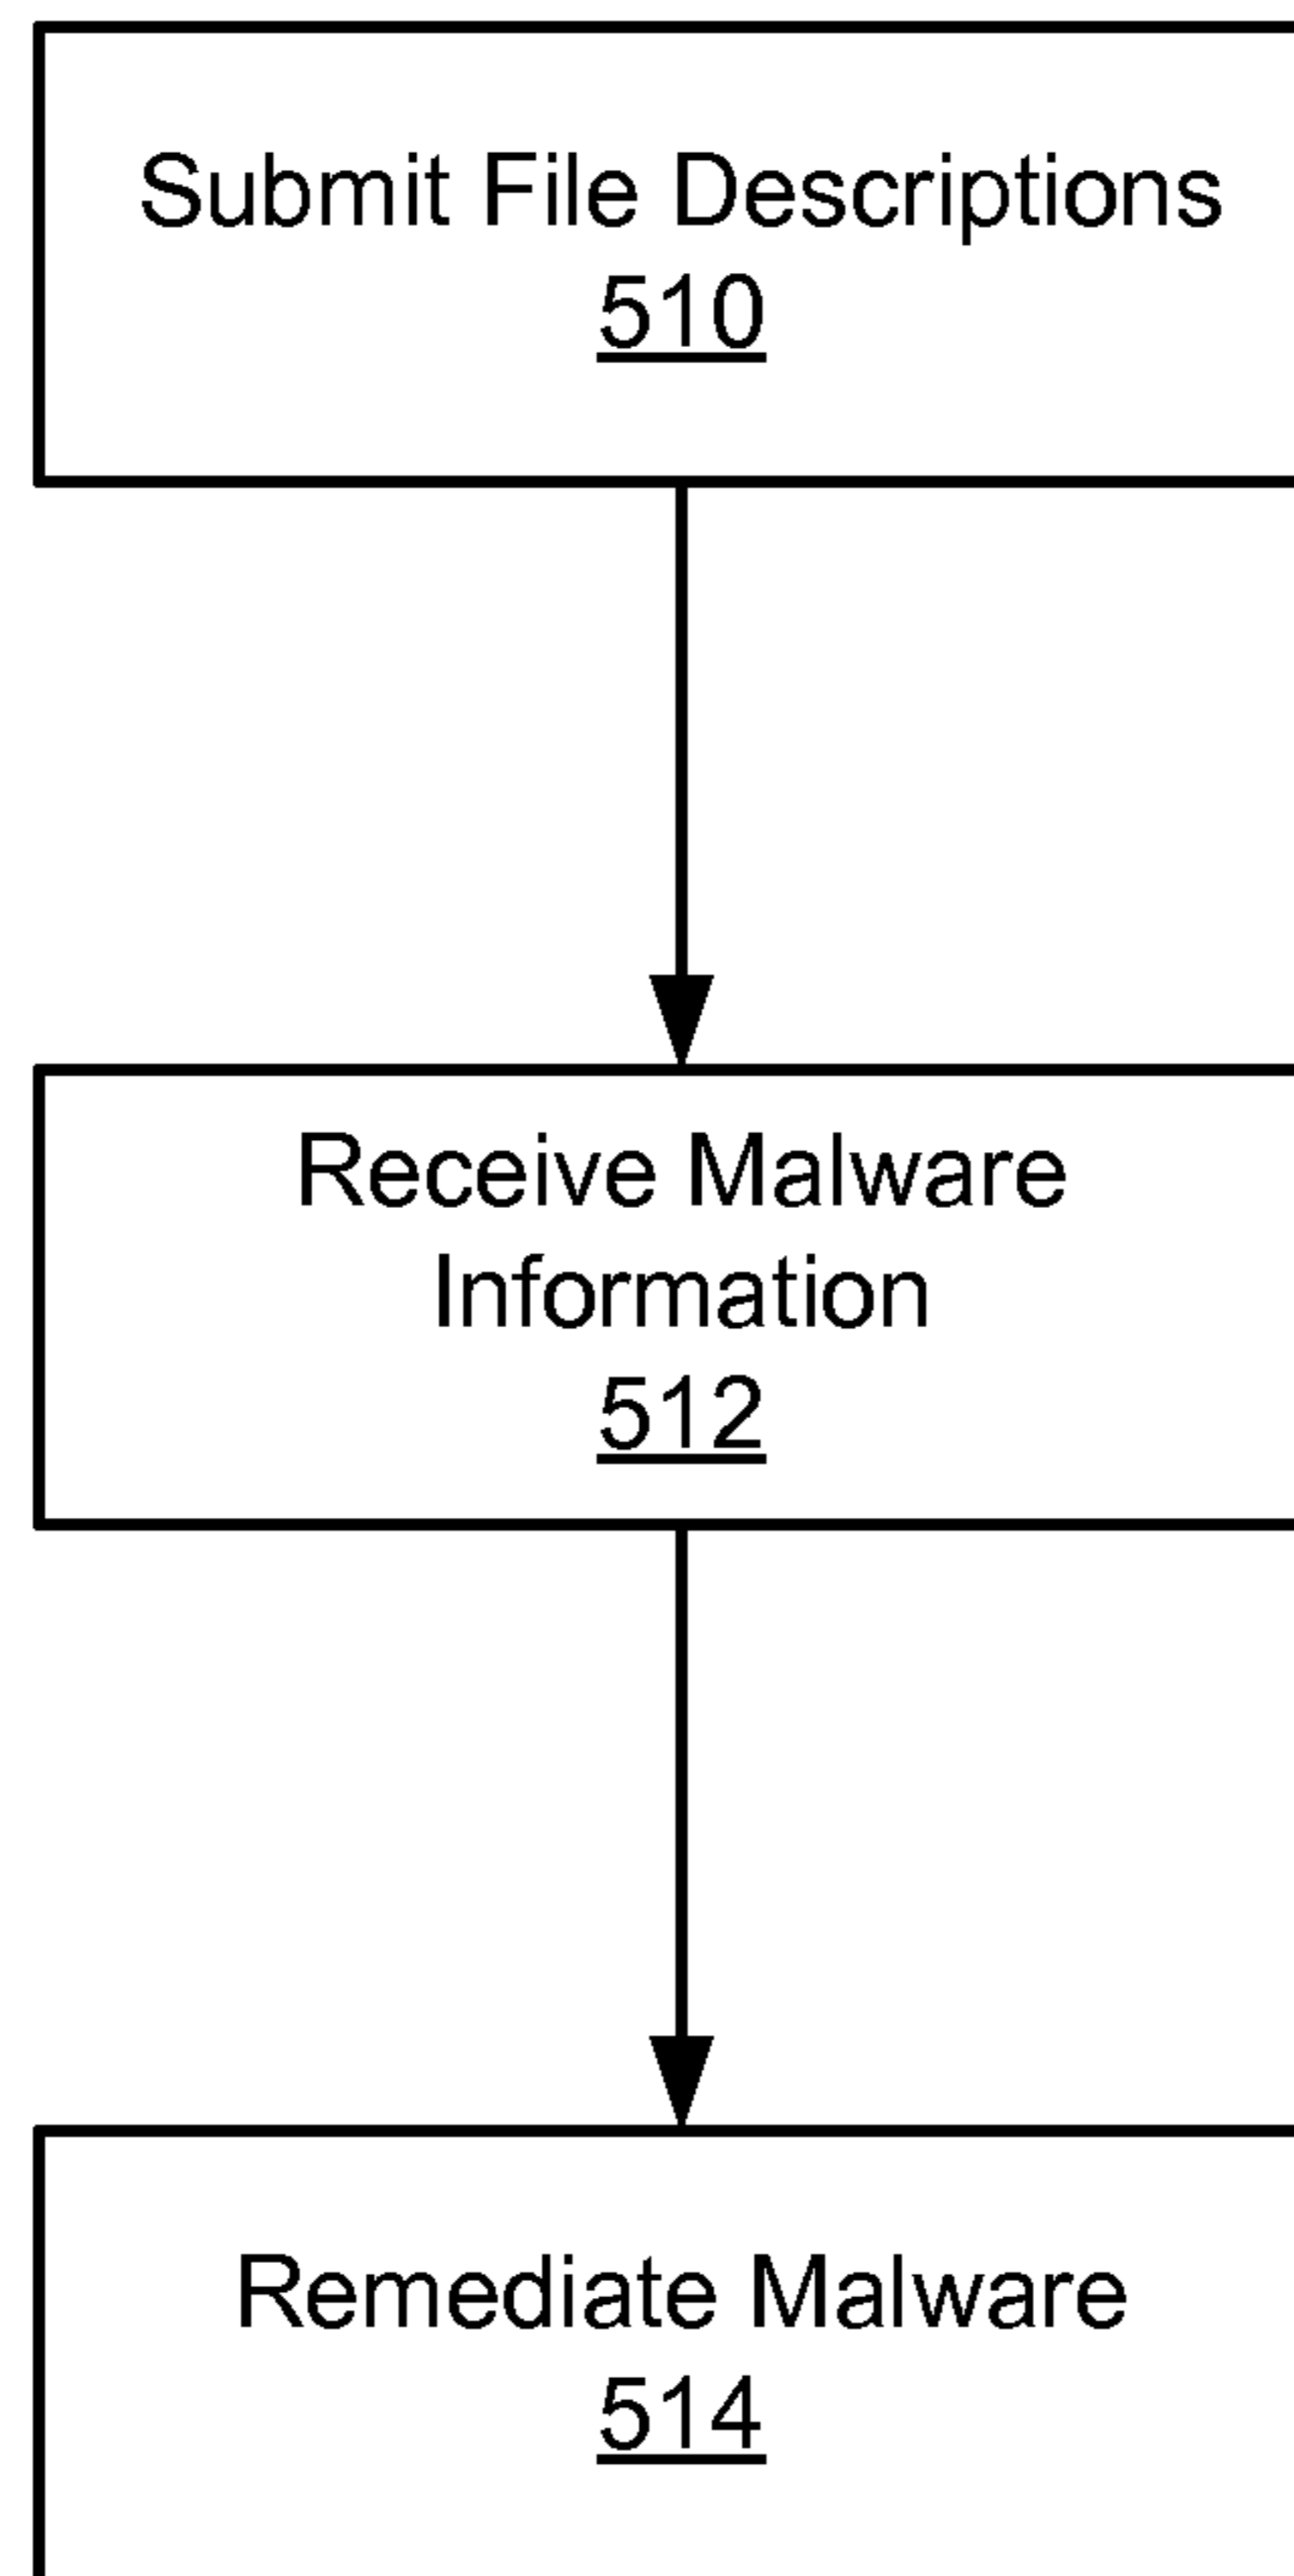 Submit File Descriptions
510
Receive Malware
Information
512
Remediate Malware
514